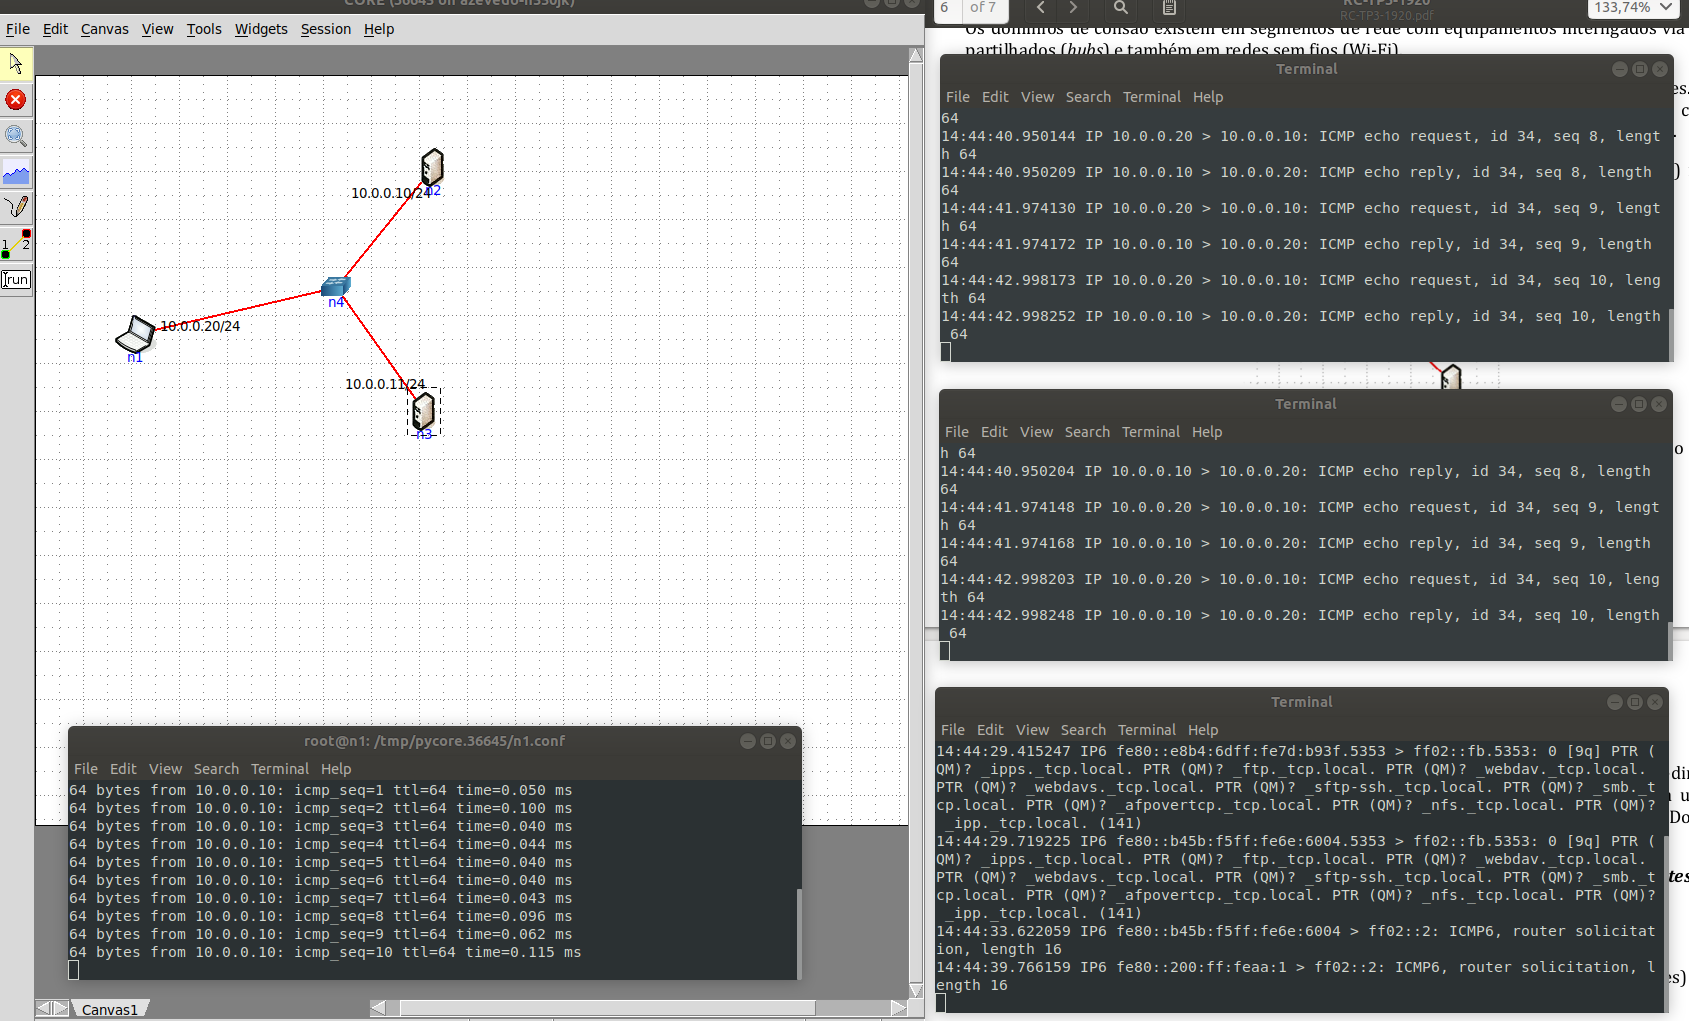 CORE (36645 on azevedo-n550jk)
File Edit Canvas View Tools Widgets Session Help
1 2
run
10.0.0.10/24
n2
n4
10.0.0.20/24
n1
10.0.0.11/24
n3
root@n1: /tmp/pycore.36645/n1.conf
File Edit View Search Terminal Help
64 bytes from 10.0.0.10: icmp_seq=1 ttl=64 time=0.050 ms
64 bytes from 10.0.0.10: icmp_seq=2 ttl=64 time=0.100 ms
64 bytes from 10.0.0.10: icmp_seq=3 ttl=64 time=0.040 ms
64 bytes from 10.0.0.10: icmp_seq=4 ttl=64 time=0.044 ms
64 bytes from 10.0.0.10: icmp_seq=5 ttl=64 time=0.040 ms
64 bytes from 10.0.0.10: icmp_seq=6 ttl=64 time=0.040 ms
64 bytes from 10.0.0.10: icmp_seq=7 ttl=64 time=0.043 ms
64 bytes from 10.0.0.10: icmp_seq=8 ttl=64 time=0.096 ms
64 bytes from 10.0.0.10: icmp_seq=9 ttl=64 time=0.062 ms
64 bytes from 10.0.0.10: icmp_seq=10 ttl=64 time=0.115 ms
Canvas1
6 of 7
RC-TP3-1920
RC-TP3-1920.pdf
133,74%
Os domínios de colisão existem em segmentos de rede com equipamentos interligados via
partilhados (hubs) e também em redes sem fios (Wi-Fi)
Terminal
File Edit View Search Terminal Help
64
14:44:40.950144 IP 10.0.0.20 > 10.0.0.10: ICMP echo request, id 34, seq 8, lengt
h 64
14:44:40.950209 IP 10.0.0.10 > 10.0.0.20: ICMP echo reply, id 34, seq 8, length
64
14:44:41.974130 IP 10.0.0.20 > 10.0.0.10: ICMP echo request, id 34, seq 9, lengt
h 64
14:44:41.974172 IP 10.0.0.10 > 10.0.0.20: ICMP echo reply, id 34, seq 9, length
64
14:44:42.998173 IP 10.0.0.20 > 10.0.0.10: ICMP echo request, id 34, seq 10, leng
th 64
14:44:42.998252 IP 10.0.0.10 > 10.0.0.20: ICMP echo reply, id 34, seq 10, length
64
Terminal
File Edit View Search Terminal Help
h 64
14:44:40.950204 IP 10.0.0.10 > 10.0.0.20: ICMP echo reply, id 34, seq 8, length
64
14:44:41.974148 IP 10.0.0.20 > 10.0.0.10: ICMP echo request, id 34, seq 9, lengt
h 64
14:44:41.974168 IP 10.0.0.10 > 10.0.0.20: ICMP echo reply, id 34, seq 9, length
64
14:44:42.998203 IP 10.0.0.20 > 10.0.0.10: ICMP echo request, id 34, seq 10, leng
th 64
14:44:42.998248 IP 10.0.0.10 > 10.0.0.20: ICMP echo reply, id 34, seq 10, length
64
Terminal
File Edit View Search Terminal Help
14:44:29.415247 IP6 fe80::e8b4:6dff:fe7d:b93f.5353 > ff02::fb.5353: 0 [9q] PTR (
QM)? _ipps._tcp.local. PTR (QM)? _ftp._tcp.local. PTR (QM)? _webdav._tcp.local.
PTR (QM)? _webdavs._tcp.local. PTR (QM)? _sftp-ssh._tcp.local. PTR (QM)? _smb._t
cp.local. PTR (QM)? _afpovertcp._tcp.local. PTR (QM)? _nfs._tcp.local. PTR (QM)?
_ipp._tcp.local. (141)
14:44:29.719225 IP6 fe80::b45b:f5ff:fe6e:6004.5353 > ff02::fb.5353: 0 [9q] PTR (
QM)? _ipps._tcp.local. PTR (QM)? _ftp._tcp.local. PTR (QM)? _webdav._tcp.local.
PTR (QM)? _webdavs._tcp.local. PTR (QM)? _sftp-ssh._tcp.local. PTR (QM)? _smb._t
cp.local. PTR (QM)? _afpovertcp._tcp.local. PTR (QM)? _nfs._tcp.local. PTR (QM)?
_ipp._tcp.local. (141)
14:44:33.622059 IP6 fe80::b45b:f5ff:fe6e:6004 > ff02::2: ICMP6, router solicitat
ion, length 16
14:44:39.766159 IP6 fe80::200:ff:feaa:1 > ff02::2: ICMP6, router solicitation, l
ength 16